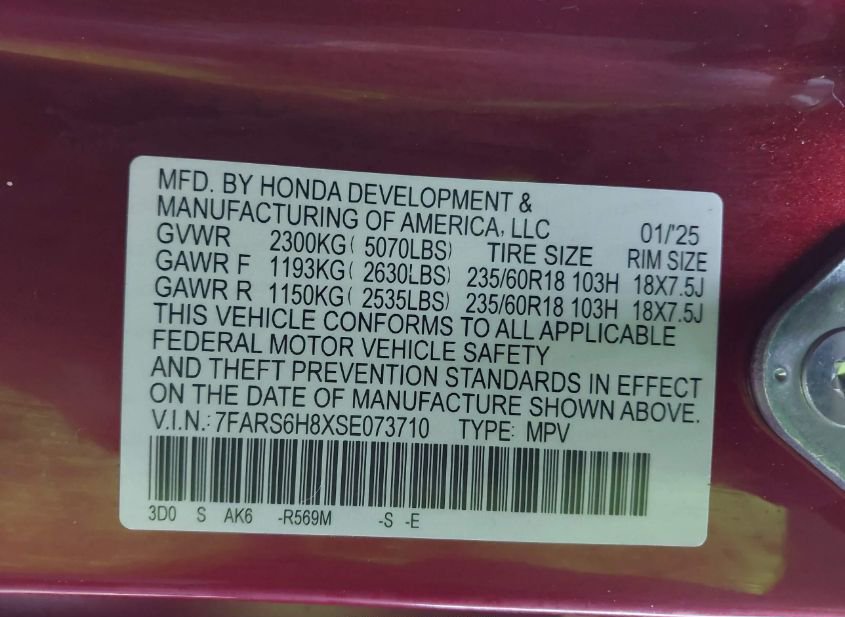 MFD. BY HONDA DEVELOPMENT &
MANUFACTURING OF AMERICA, LLC 01/'25
GVWR 2300KG( 5070LBS) TIRE SIZE RIM SIZE
GAWR F 1193KG( 2630LBS) 235/60R18 103H 18X7.5J
GAWR R 1150KG( 2535LBS) 235/60R18 103H 18X7.5J
THIS VEHICLE CONFORMS TO ALL APPLICABLE
FEDERAL MOTOR VEHICLE SAFETY
AND THEFT PREVENTION STANDARDS IN EFFECT
ON THE DATE OF MANUFACTURE SHOWN ABOVE.
V.I.N.: 7FARS6H8XSE073710 TYPE: MPV
3D0 S AK6 -R569M -S -E